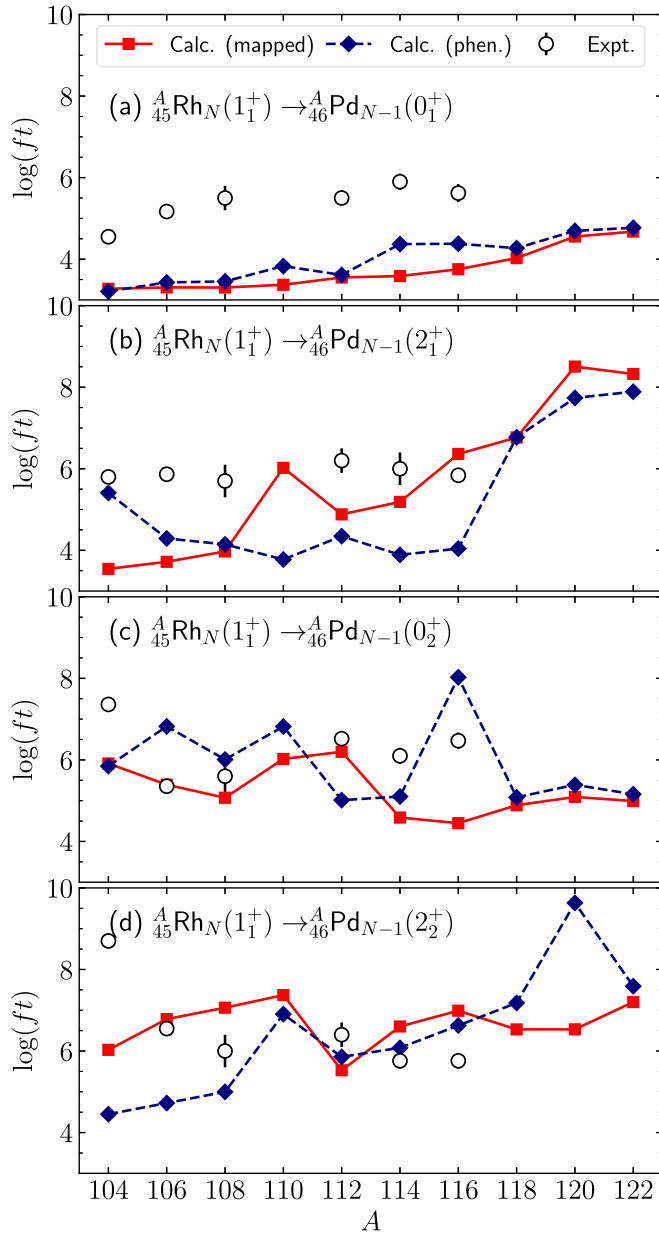 10
Calc. (mapped) Calc. (phen.) Expt.
8
(a) $^{A}_{45}$Rh$_{N}$(1$^{+}_{1}$) →$^{A}_{46}$Pd$_{N-1}$(0$^{+}_{1}$)
log(ft)
6
4
10
(b) $^{A}_{45}$Rh$_{N}$(1$^{+}_{1}$) →$^{A}_{46}$Pd$_{N-1}$(2$^{+}_{1}$)
8
log(ft)
6
4
10
(c) $^{A}_{45}$Rh$_{N}$(1$^{+}_{1}$) →$^{A}_{46}$Pd$_{N-1}$(0$^{+}_{2}$)
8
log(ft)
6
4
10
(d) $^{A}_{45}$Rh$_{N}$(1$^{+}_{1}$) →$^{A}_{46}$Pd$_{N-1}$(2$^{+}_{2}$)
8
log(ft)
6
4
104 106 108 110 112 114 116 118 120 122
A